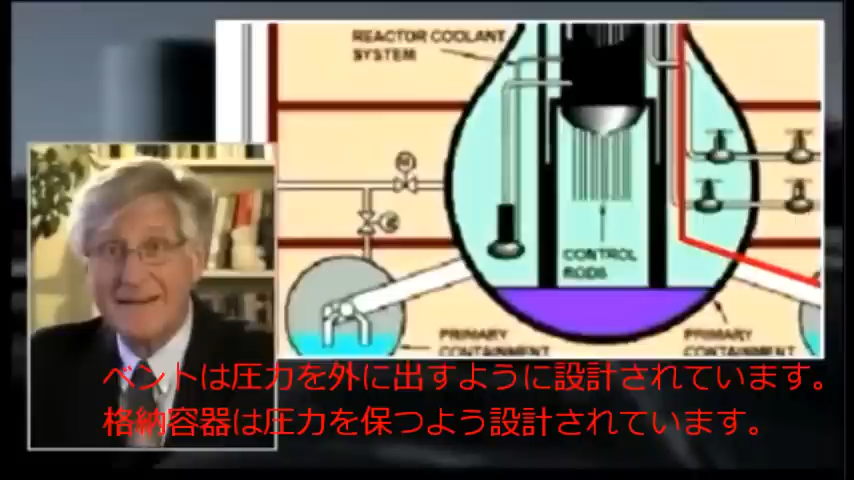 REACTOR COOLANT
SYSTEM
CONTROL
RODS
PRIMARY
CONTAINMENT
PRIMARY
CONTAINMENT
ベントは圧力を外に出すように設計されています。
格納容器は圧力を保つよう設計されています。